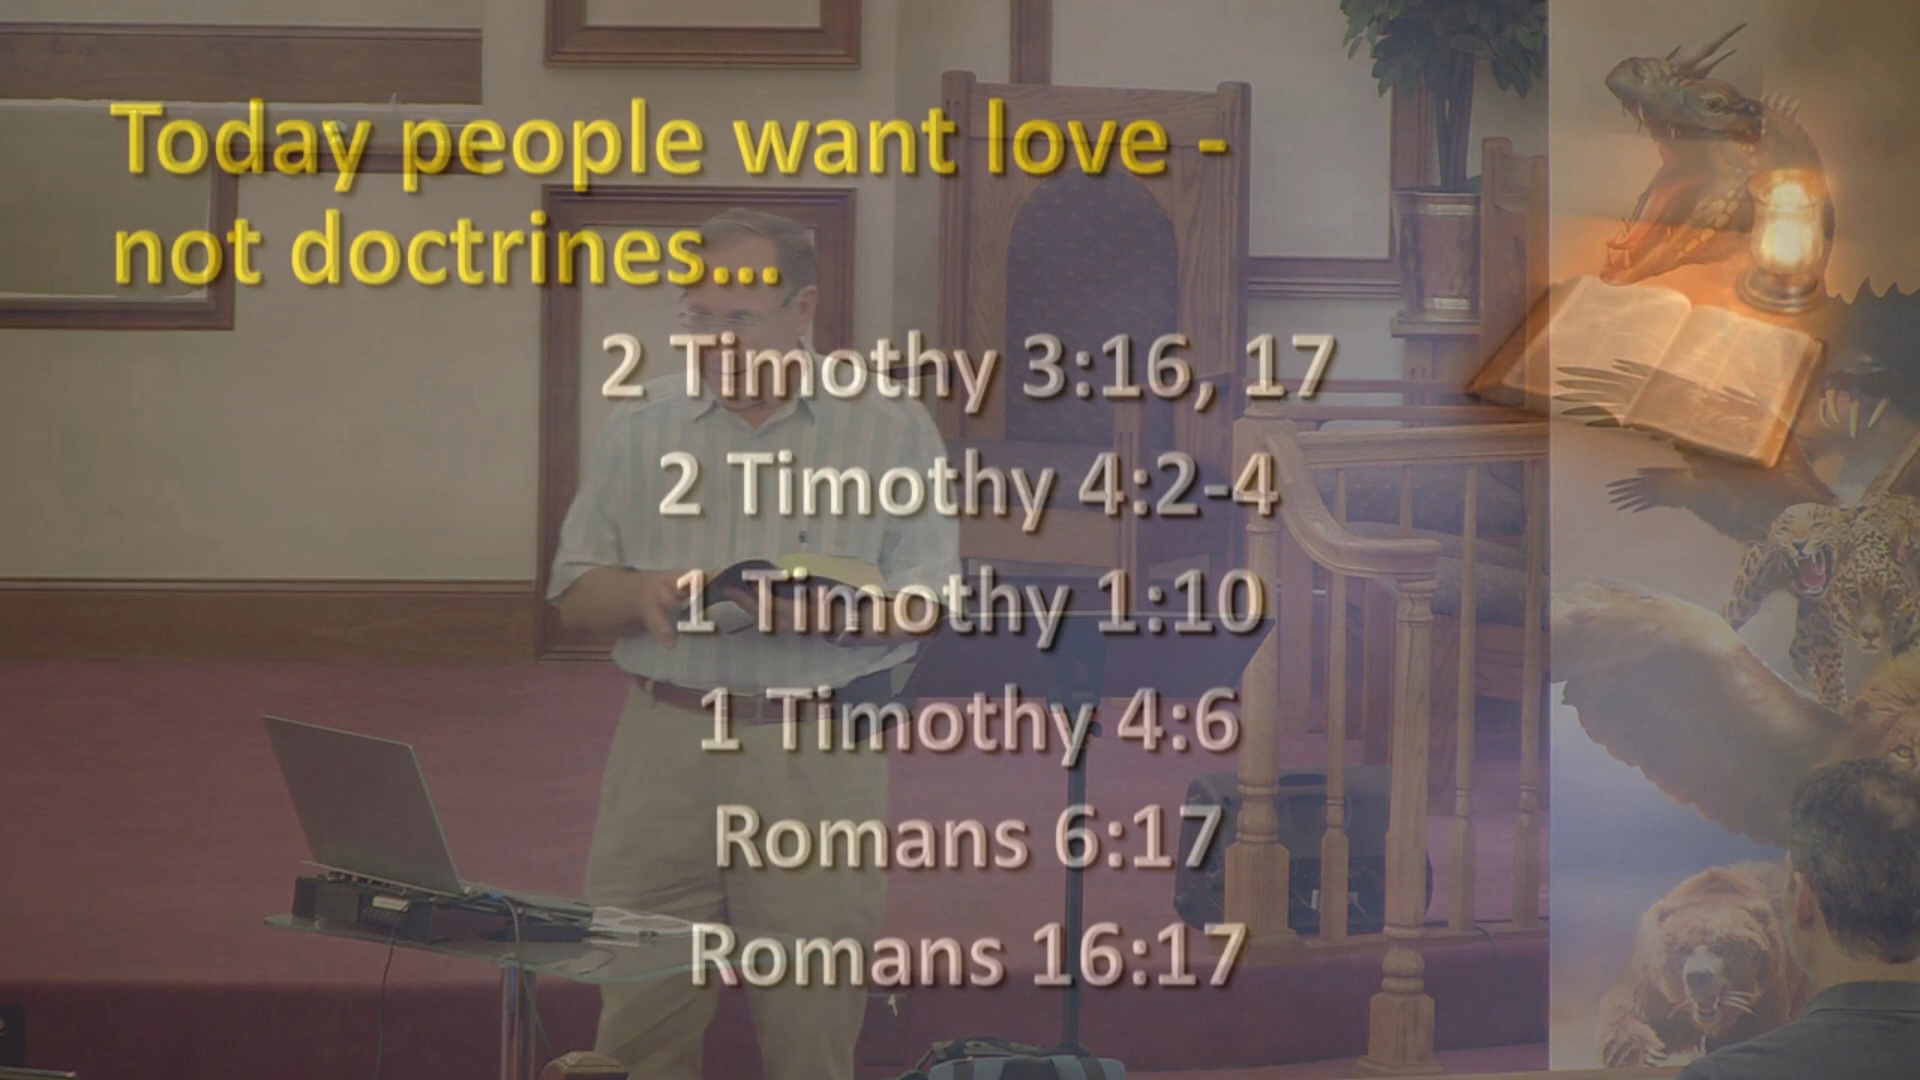 Today people want love -
not doctrines...
2 Timothy 3:16, 17
2 Timothy 4:2-4
1 Timothy 1:10
1 Timothy 4:6
Romans 6:17
Romans 16:17